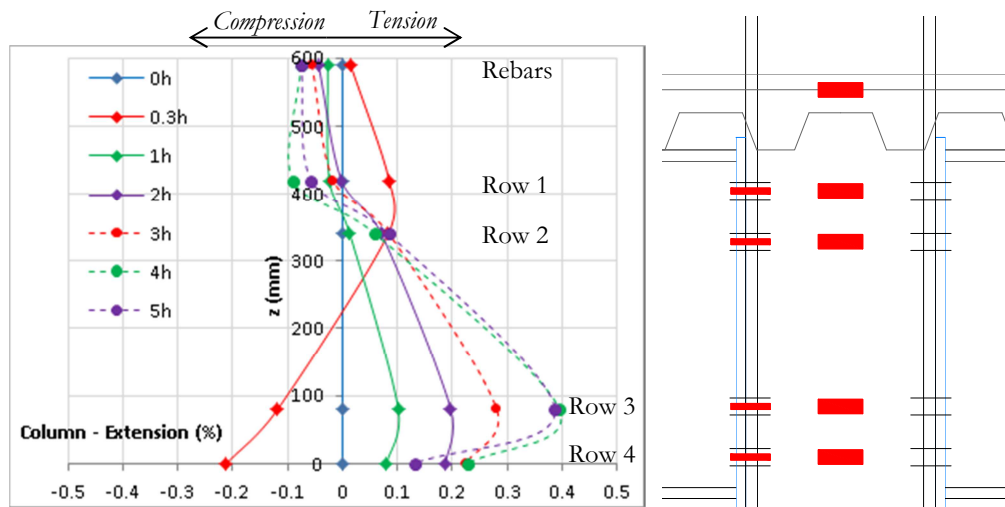 Compression Tension
600
Rebars
0h
0.3h
500
1h
2h
Row 1
400
3h
Row 2
4h
300
z (mm)
5h
200
100
Row 3
Column - Extension (%)
Row 4
0
-0.5 -0.4 -0.3 -0.2 -0.1 0 0.1 0.2 0.3 0.4 0.5